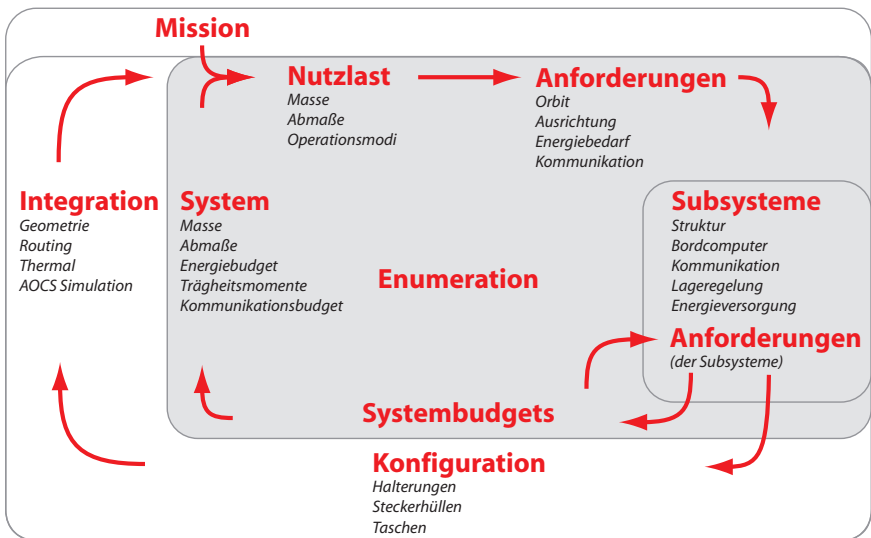 Mission
Nutzlast
Masse
Abmaße
Operationsmodi
Anforderungen
Orbit
Ausrichtung
Energiebedarf
Kommunikation
Integration
Geometrie
Routing
Thermal
AOCS Simulation
System
Masse
Abmaße
Energiebudget
Trägheitsmomente
Kommunikationsbudget
Enumeration
Subsysteme
Struktur
Bordcomputer
Kommunikation
Lageregelung
Energieversorgung
Anforderungen
(der Subsysteme)
Systembudgets
Konfiguration
Halterungen
Steckerhüllen
Taschen